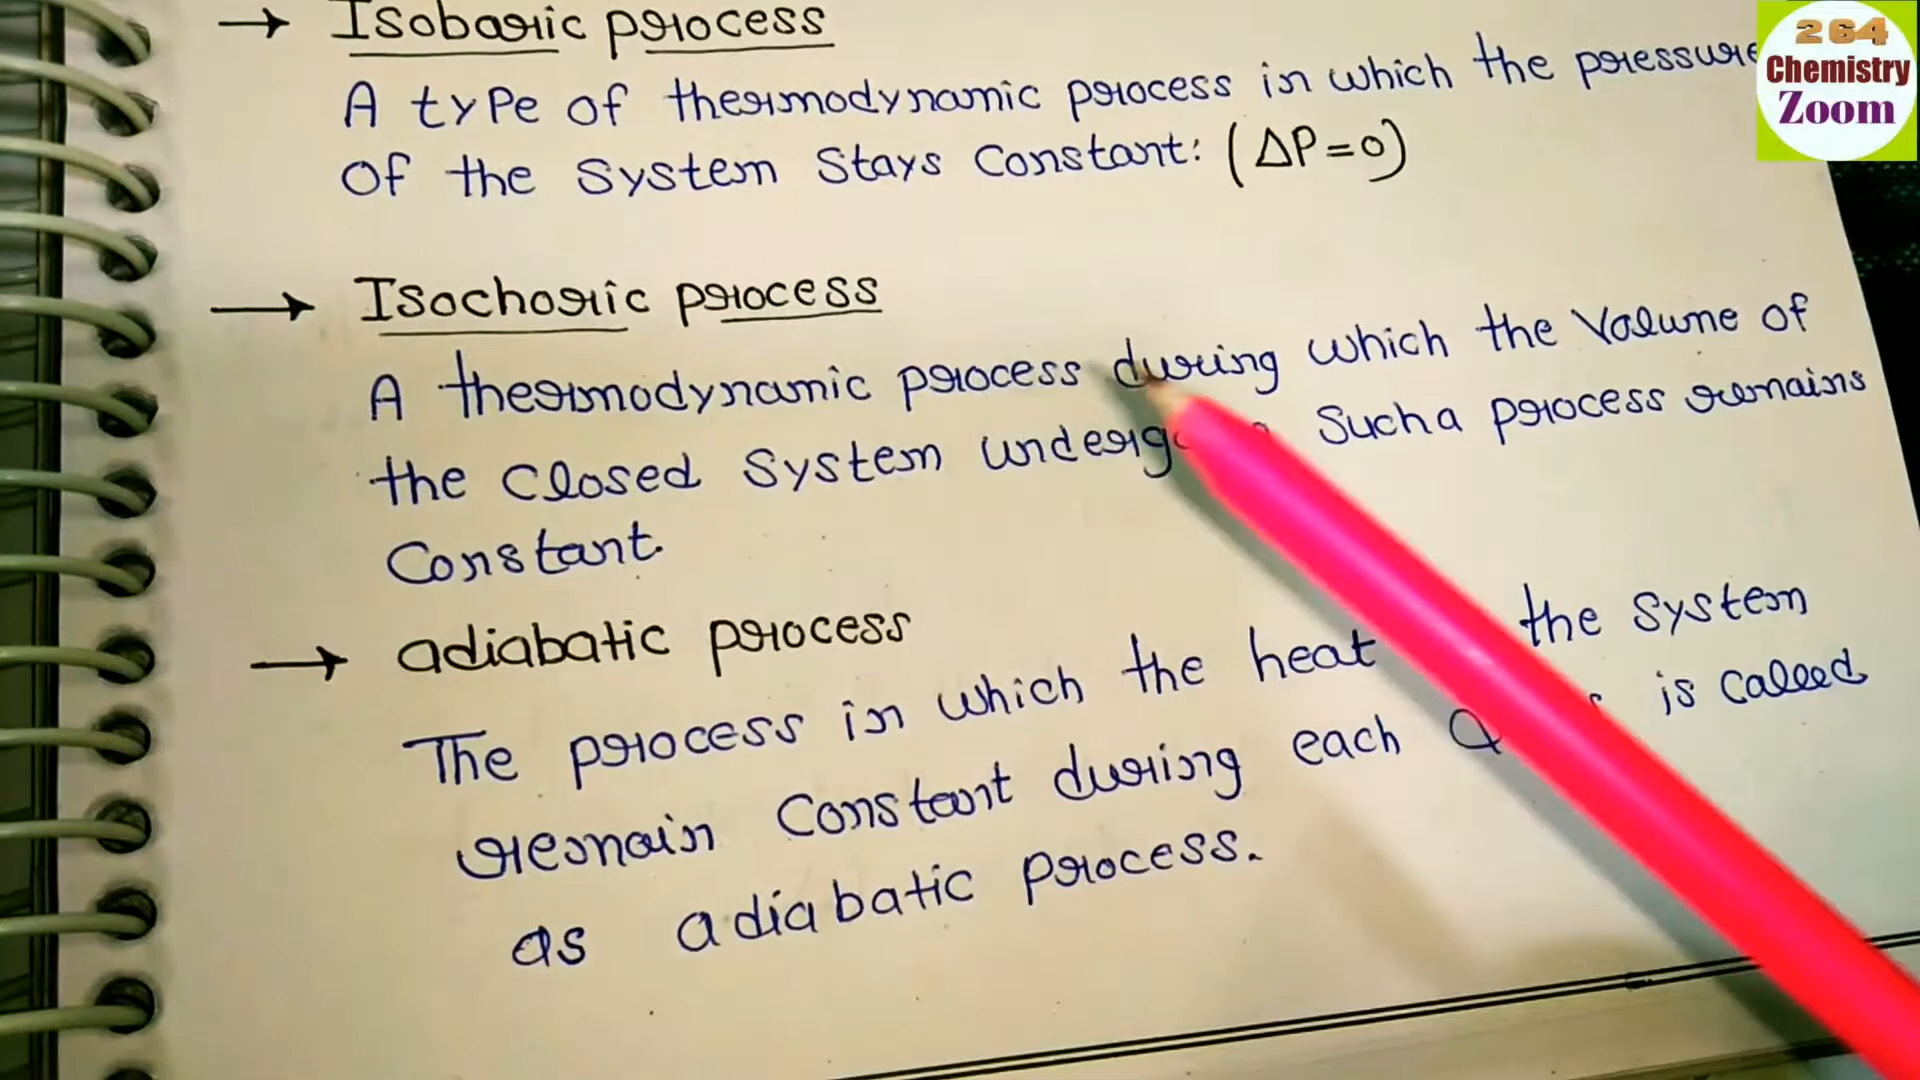 → Isobaric process
A type of thermodynamic process in which the pressure
of the system stays constant: (ΔP=0)
→ Isochoric process
A thermodynamic process during which the Volume of
the closed system such a process remains
constant.
→ adiabatic process
The process in which the heat the system
remain constant during each is called
as adiabatic process.
264
Chemistry
Zoom